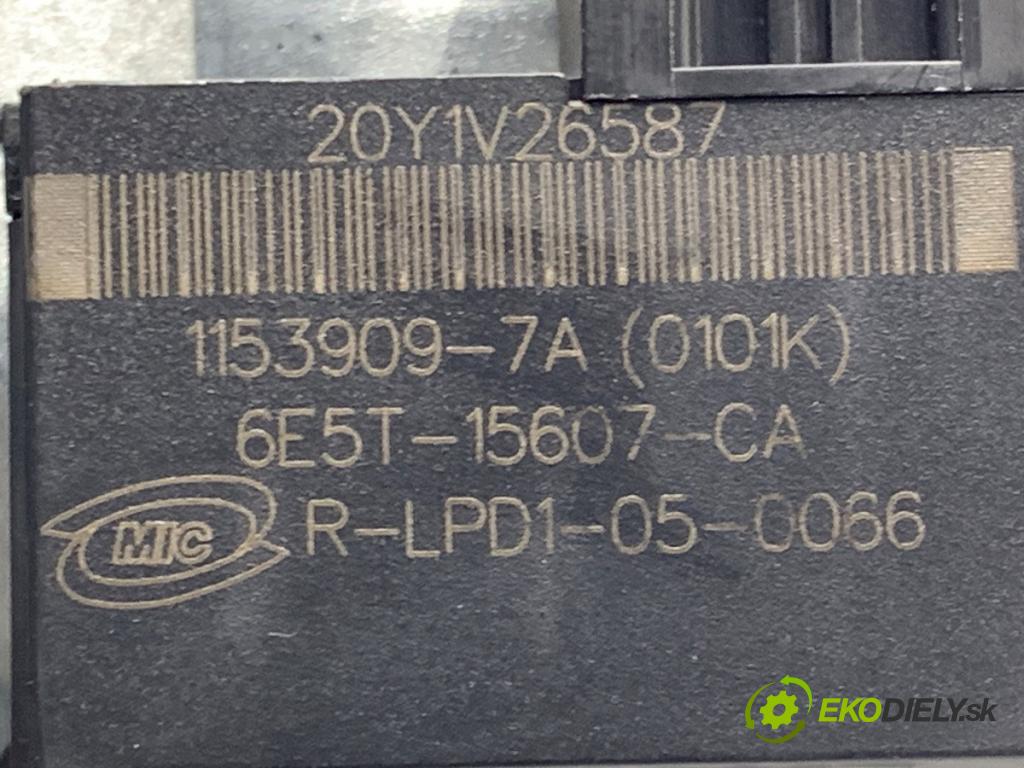 20Y1V26587
1153909-7A (0101K)
6E5T-15607-CA
MIC R-LPD1-05-0066
EKODIELY.sk